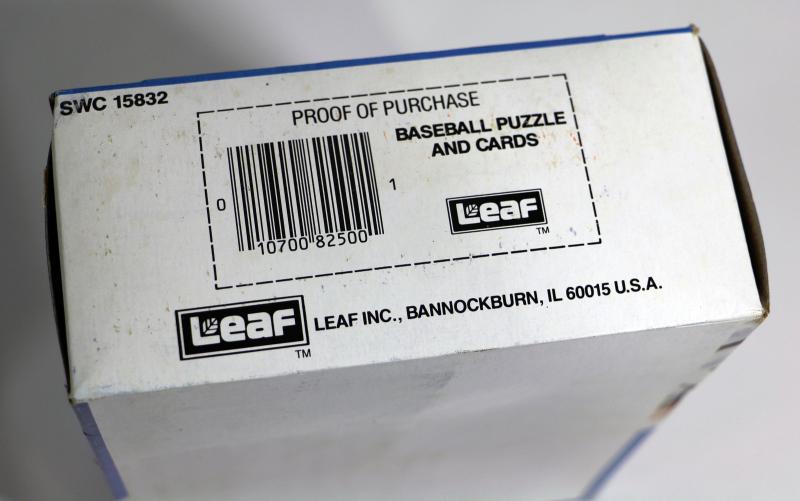 SWC 15832
PROOF OF PURCHASE
BASEBALL PUZZLE
AND CARDS
0
1
10700 82500
Leaf
TM
Leaf
TM
LEAF INC., BANNOCKBURN, IL 60015 U.S.A.